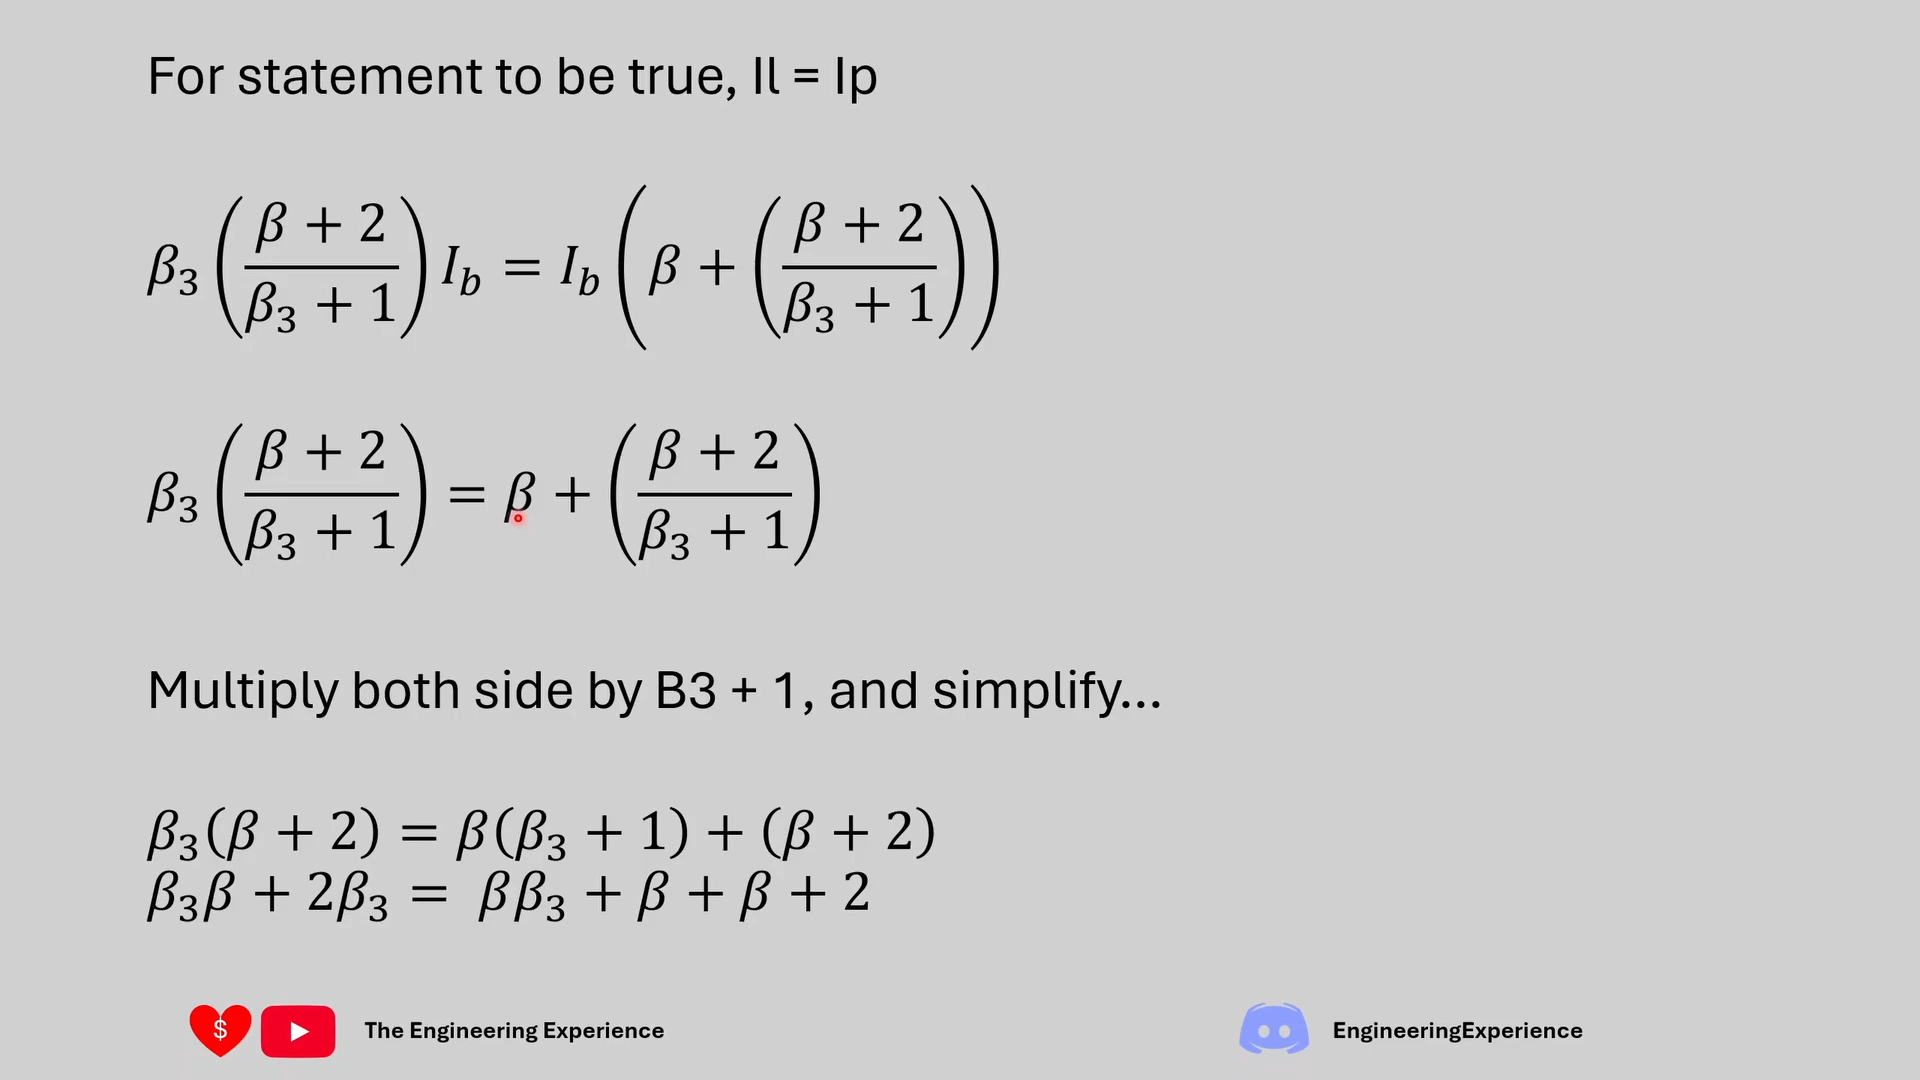 For statement to be true, Il = Ip
β₃((β + 2)/(β₃ + 1)) I_b = I_b(β + ((β + 2)/(β₃ + 1)))
β₃((β + 2)/(β₃ + 1)) = β + ((β + 2)/(β₃ + 1))
Multiply both side by B3 + 1, and simplify...
β₃(β + 2) = β(β₃ + 1) + (β + 2)
β₃β + 2β₃ = ββ₃ + β + β + 2
$
The Engineering Experience
EngineeringExperience